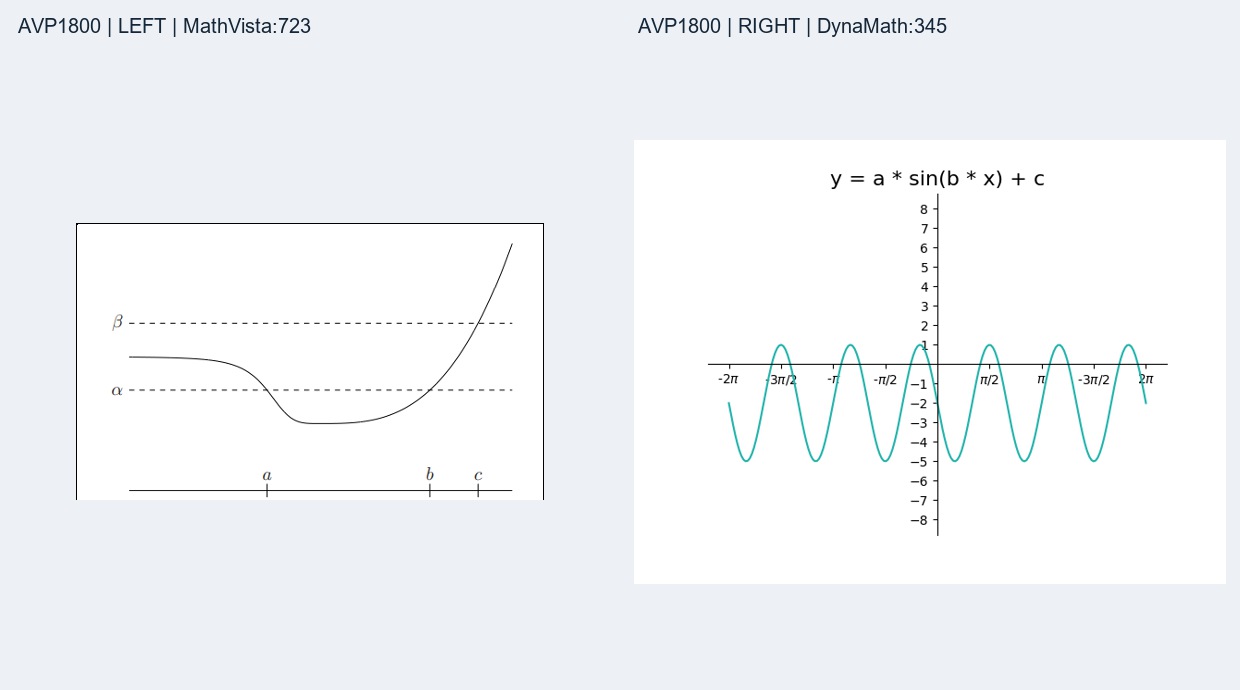 AVP1800 | LEFT | MathVista:723
AVP1800 | RIGHT | DynaMath:345
β
α
a b c
y = a * sin(b * x) + c
8
7
6
5
4
3
2
1
-2π -3π/2 -π -π/2 π/2 π -3π/2 2π
−1
−2
−3
−4
−5
−6
−7
−8